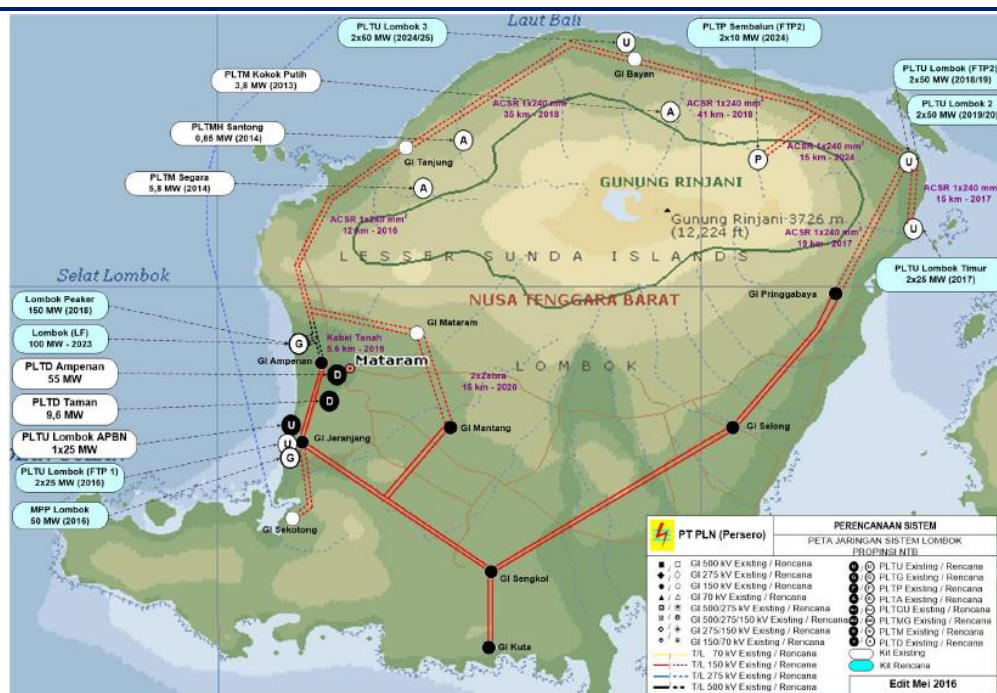 Laut Bali
PLTU Lombok 3
2x50 MW (2024/25)
PLTP Sembalun (FTP2)
2x10 MW (2024)
U
GI Bayan
PLTM Kokok Putih
3,8 MW (2013)
PLTU Lombok (FTP2)
2x50 MW (2018/19)
PLTU Lombok 2
2x50 MW (2019/20)
ACSR 1x240 mm²
35 km - 2018
A
ACSR 1x240 mm²
41 km - 2018
PLTMH Santong
0,85 MW (2014)
A
GI Tanjung
P
ACSR 1x240 mm²
15 km - 2024
U
PLTM Segara
5,8 MW (2014)
A
GUNUNG RINJANI
ACSR 1x240 mm²
15 km - 2017
Gunung Rinjani 3726 m
(12,224 ft)
ACSR 1x240 mm²
12 km - 2016
ACSR 1x240 mm²
19 km - 2017
U
LESSER SUNDA ISLANDS
Selat Lombok
PLTU Lombok Timur
2x25 MW (2017)
NUSA TENGGARA BARAT
GI Pringgabaya
Lombok Peaker
150 MW (2018)
GI Mataram
Lombok (LF)
100 MW - 2023
G
Kabel Tanah
5,6 km - 2018
GI Ampenan
Mataram
LOMBOK
PLTD Ampenan
55 MW
D
2xZebra
15 km - 2020
PLTD Taman
9,6 MW
D
U
GI Mantang
GI Selong
PLTU Lombok APBN
1x25 MW
GI Jeranjang
U
G
PLTU Lombok (FTP 1)
2x25 MW (2016)
MPP Lombok
50 MW (2016)
GI Sekotong
GI Sengkol
GI Kuta
PT PLN (Persero)
PERENCANAAN SISTEM
PETA JARINGAN SISTEM LOMBOK
PROPINSI NTB
GI 500 kV Existing / Rencana
GI 275 kV Existing / Rencana
GI 150 kV Existing / Rencana
GI 70 kV Existing / Rencana
GI 500/275 kV Existing / Rencana
GI 500/275/150 kV Existing / Rencana
GI 275/150 kV Existing / Rencana
GI 150/70 kV Existing / Rencana
T/L 70 kV Existing / Rencana
T/L 150 kV Existing / Rencana
T/L 275 kV Existing / Rencana
T/L 500 kV Existing / Rencana
PLTU Existing / Rencana
PLTG Existing / Rencana
PLTP Existing / Rencana
PLTA Existing / Rencana
PLTGU Existing / Rencana
PLTMG Existing / Rencana
PLTM Existing / Rencana
PLTD Existing / Rencana
Kit Existing
Kit Rencana
Edit Mei 2016